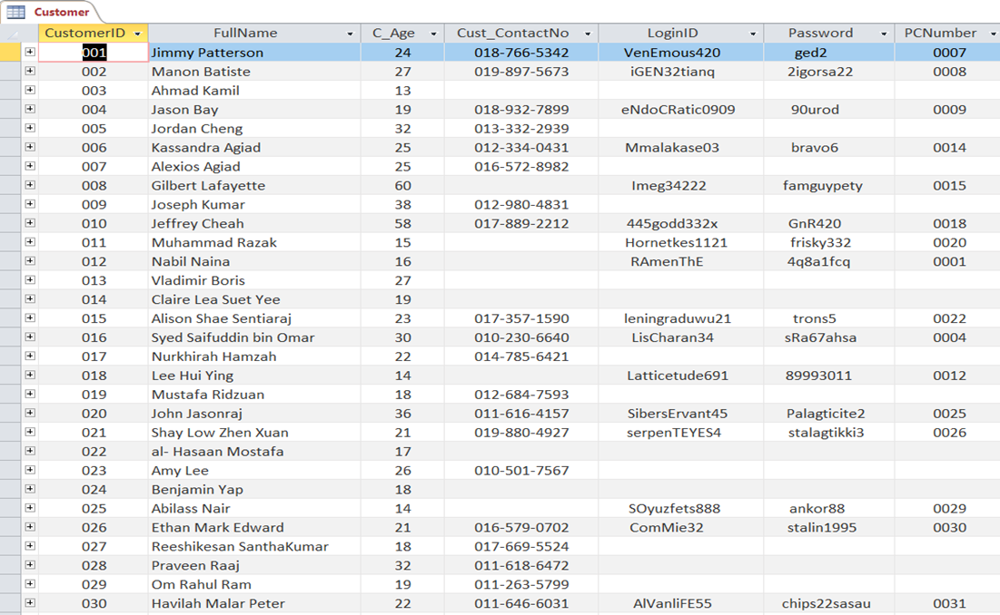 Customer
CustomerID FullName C_Age Cust_ContactNo LoginID Password PCNumber
001 Jimmy Patterson 24 018-766-5342 VenEmous420 ged2 0007
002 Manon Batiste 27 019-897-5673 iGEN32tianq 2igorsa22 0008
003 Ahmad Kamil 13
004 Jason Bay 19 018-932-7899 eNdoCRatic0909 90urod 0009
005 Jordan Cheng 32 013-332-2939
006 Kassandra Agiad 25 012-334-0431 Mmalakase03 bravo6 0014
007 Alexios Agiad 25 016-572-8982
008 Gilbert Lafayette 60 Imeg34222 famguypety 0015
009 Joseph Kumar 38 012-980-4831
010 Jeffrey Cheah 58 017-889-2212 445godd332x GnR420 0018
011 Muhammad Razak 15 Hornetkes1121 frisky332 0020
012 Nabil Naina 16 RAmenThE 4q8a1fcq 0001
013 Vladimir Boris 27
014 Claire Lea Suet Yee 19
015 Alison Shae Sentiaraj 23 017-357-1590 leningraduwu21 trons5 0022
016 Syed Saifuddin bin Omar 30 010-230-6640 LisCharan34 sRa67ahsa 0004
017 Nurkhirah Hamzah 22 014-785-6421
018 Lee Hui Ying 14 Latticetude691 89993011 0012
019 Mustafa Ridzuan 18 012-684-7593
020 John Jasonraj 36 011-616-4157 SibersErvant45 Palagticite2 0025
021 Shay Low Zhen Xuan 21 019-880-4927 serpenTEYES4 stalagtikki3 0026
022 al- Hasaan Mostafa 17
023 Amy Lee 26 010-501-7567
024 Benjamin Yap 18
025 Abilass Nair 14 SOyuzfets888 ankor88 0029
026 Ethan Mark Edward 21 016-579-0702 ComMie32 stalin1995 0030
027 Reeshikesan SanthaKumar 18 017-669-5524
028 Praveen Raaj 32 011-618-6472
029 Om Rahul Ram 19 011-263-5799
030 Havilah Malar Peter 22 011-646-6031 AlVanliFE55 chips22sasau 0031